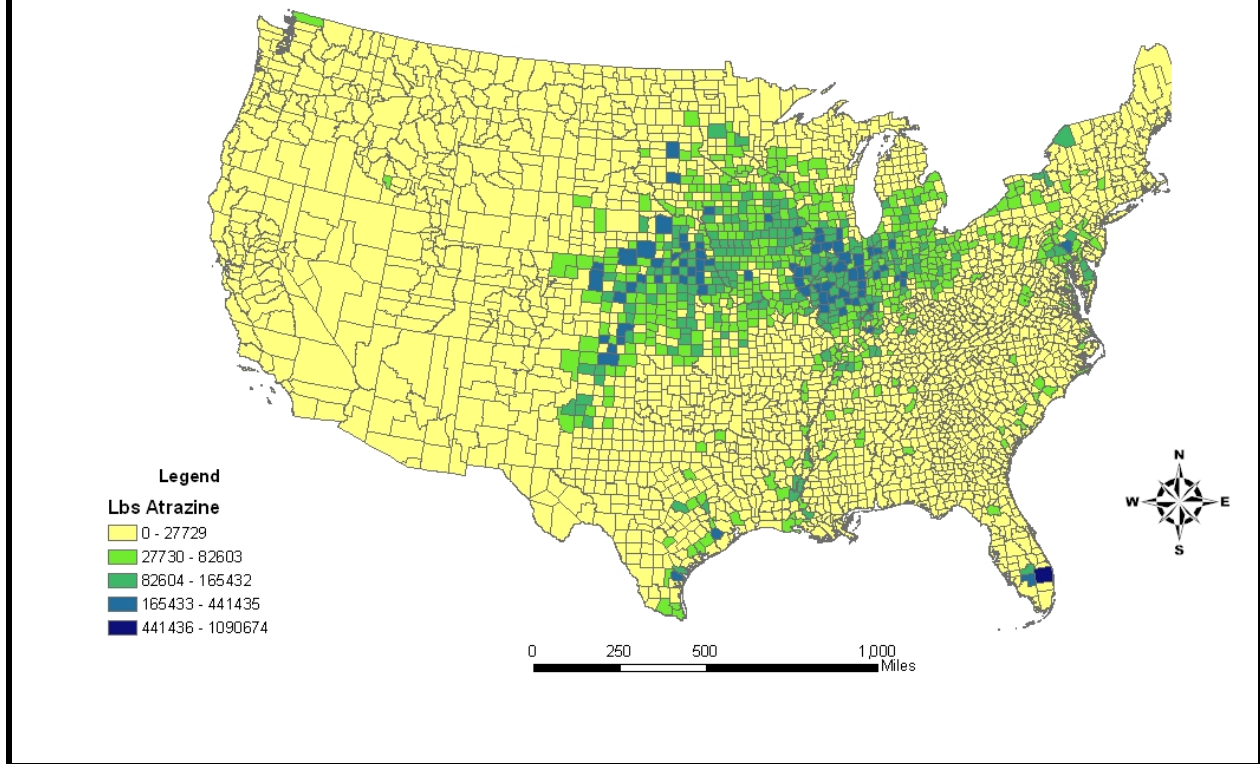 Legend
Lbs Atrazine
0 - 27729
27730 - 82603
82604 - 165432
165433 - 441435
441436 - 1090674
N
W E
S
0 250 500 1,000
Miles